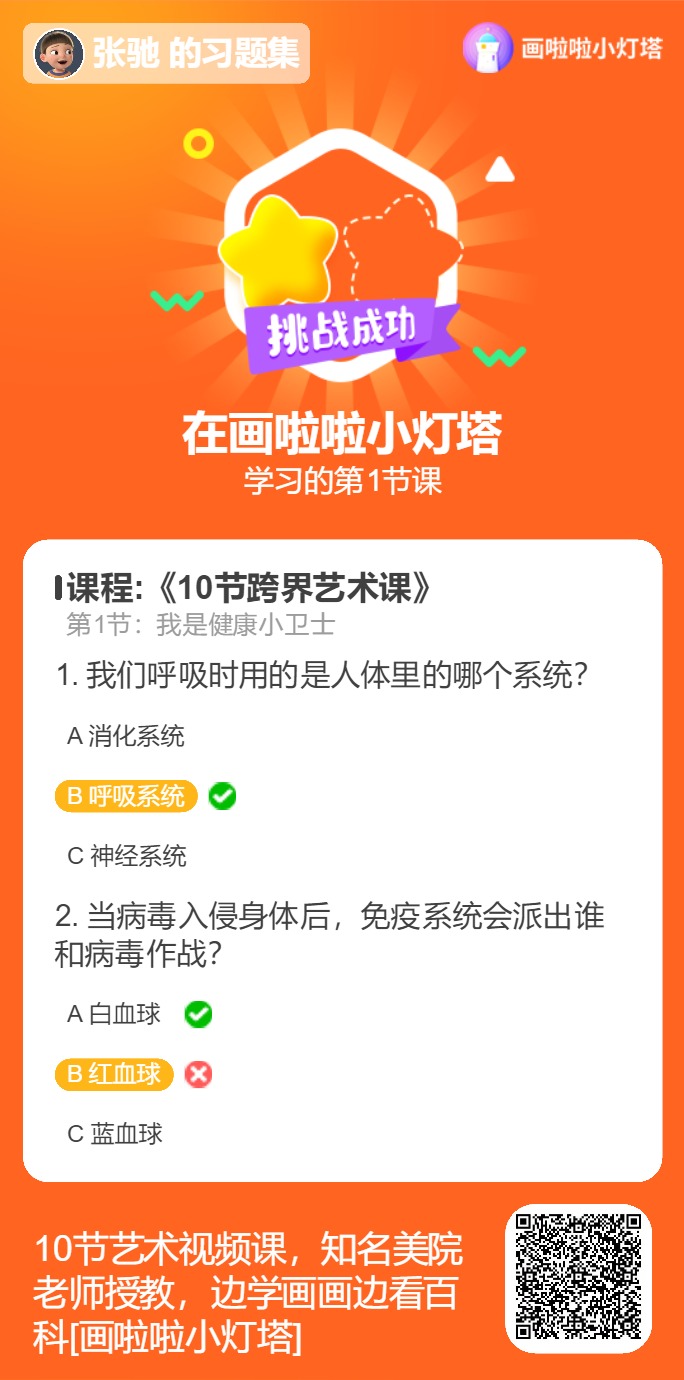 张驰 的习题集
画啦啦小灯塔
挑战成功
在画啦啦小灯塔
学习的第1节课
课程:《10节跨界艺术课》
第1节：我是健康小卫士
1. 我们呼吸时用的是人体里的哪个系统?
A 消化系统
B 呼吸系统
C 神经系统
2. 当病毒入侵身体后，免疫系统会派出谁
和病毒作战?
A 白血球
B 红血球
C 蓝血球
10节艺术视频课，知名美院
老师授教，边学画画边看百
科[画啦啦小灯塔]